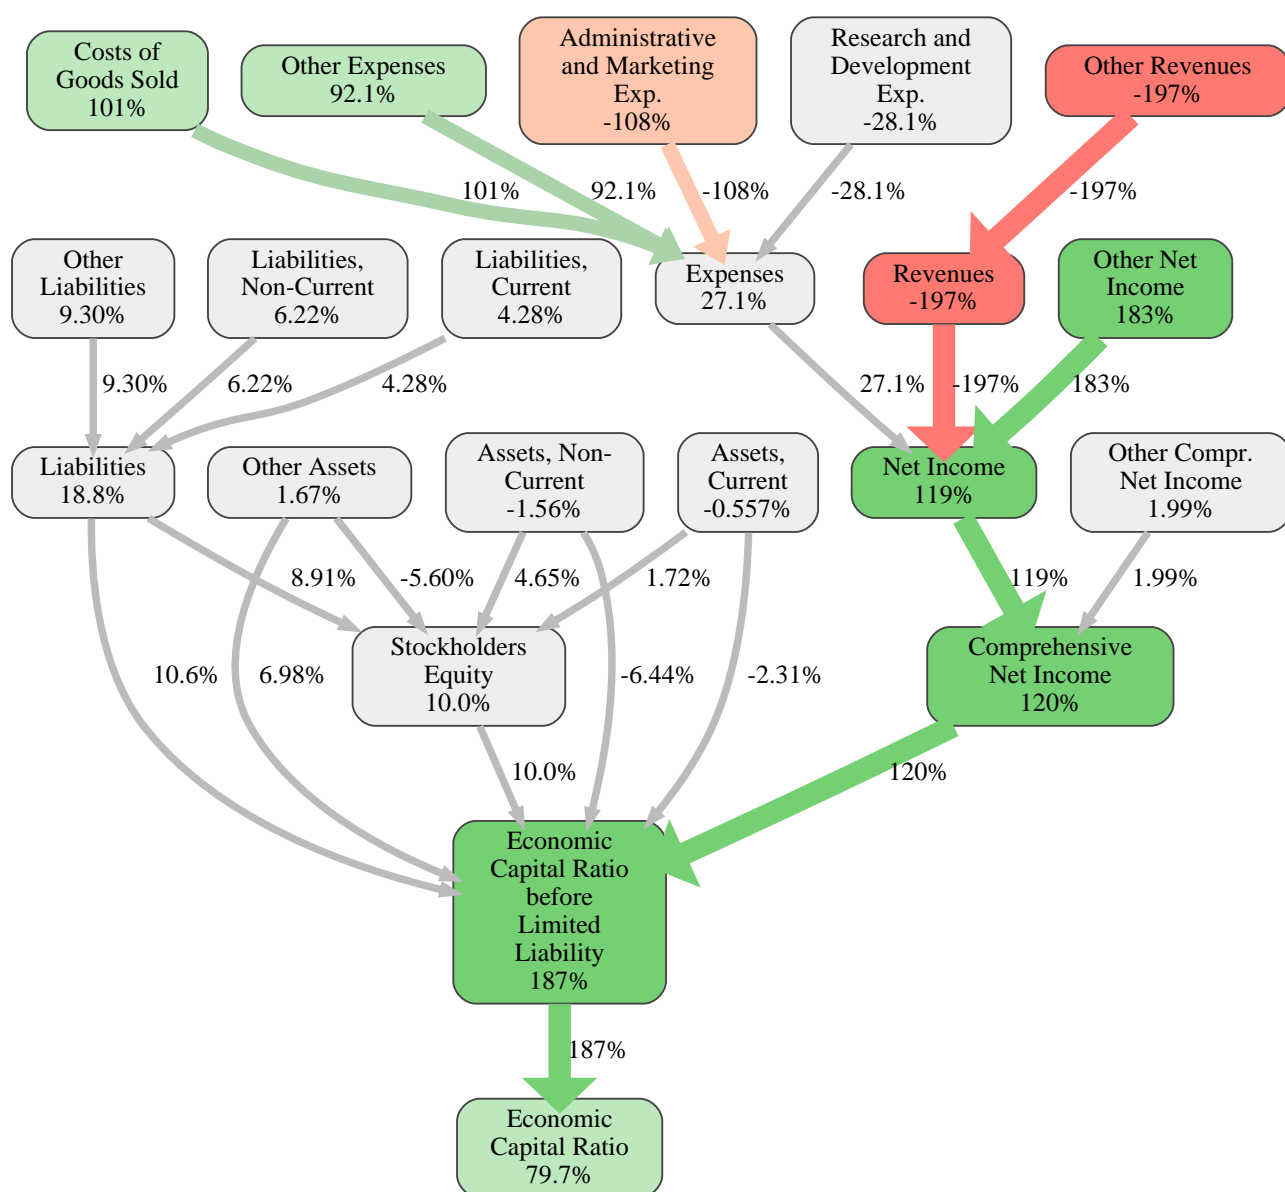 Costs of
Goods Sold
101%
Other Expenses
92.1%
Administrative
and Marketing
Exp.
-108%
Research and
Development
Exp.
-28.1%
Other Revenues
-197%
101%
92.1%
-108%
-28.1%
-197%
Other
Liabilities
9.30%
Liabilities,
Non-Current
6.22%
Liabilities,
Current
4.28%
Expenses
27.1%
Revenues
-197%
Other Net
Income
183%
9.30%
6.22%
4.28%
27.1%
-197%
183%
Liabilities
18.8%
Other Assets
1.67%
Assets, Non-
Current
-1.56%
Assets,
Current
-0.557%
Net Income
119%
Other Compr.
Net Income
1.99%
8.91%
-5.60%
4.65%
1.72%
119%
1.99%
Stockholders
Equity
10.0%
Comprehensive
Net Income
120%
10.6%
6.98%
-6.44%
-2.31%
10.0%
120%
Economic
Capital Ratio
before
Limited
Liability
187%
187%
Economic
Capital Ratio
79.7%